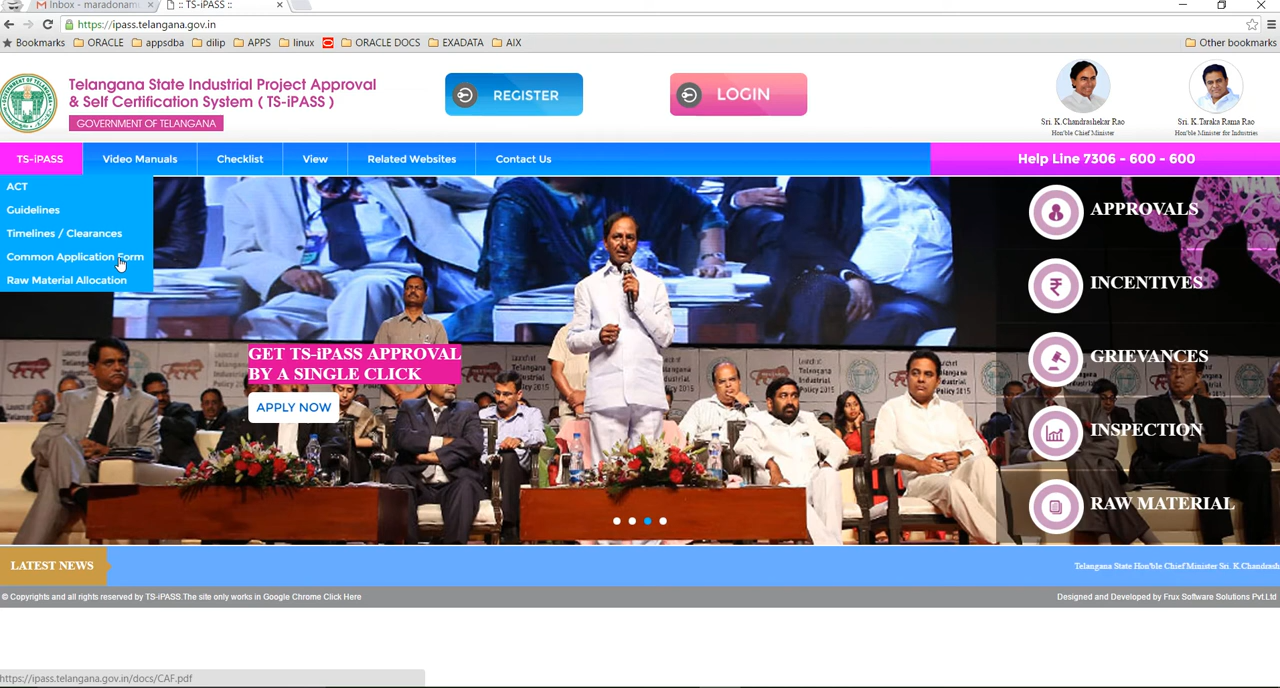 Inbox - maradonam
:: TS-iPASS ::
https://ipass.telangana.gov.in
Bookmarks ORACLE appsdba dilip APPS linux ORACLE DOCS EXADATA AIX Other bookmarks
Telangana State Industrial Project Approval
& Self Certification System ( TS-iPASS )
GOVERNMENT OF TELANGANA
REGISTER
LOGIN
Sri. K.Chandrashekar Rao
Hon'ble Chief Minister
Sri. K.Taraka Rama Rao
Hon'ble Minister for Industries
TS-iPASS Video Manuals Checklist View Related Websites Contact Us Help Line 7306 - 600 - 600
ACT
Guidelines
Timelines / Clearances
Common Application Form
Raw Material Allocation
GET TS-iPASS APPROVAL
BY A SINGLE CLICK
APPLY NOW
APPROVALS
INCENTIVES
GRIEVANCES
INSPECTION
RAW MATERIAL
LATEST NEWS
Telangana State Hon'ble Chief Minister Sri. K.Chandrash
© Copyrights and all rights reserved by TS-iPASS.The site only works in Google Chrome Click Here
Designed and Developed by Frux Software Solutions Pvt.Ltd
https://ipass.telangana.gov.in/docs/CAF.pdf